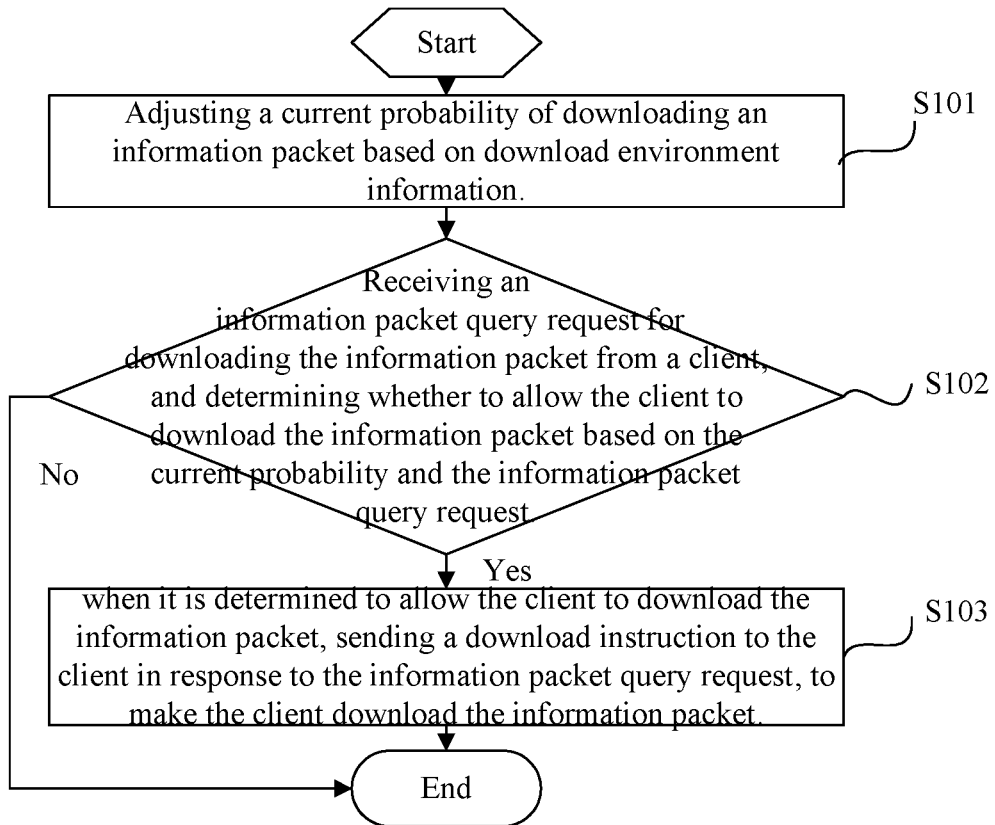 Start
Adjusting a current probability of downloading an
information packet based on download environment
information.
S101
Receiving an
information packet query request for
downloading the information packet from a client,
and determining whether to allow the client to
download the information packet based on the
current probability and the information packet
query request.
S102
No
Yes
when it is determined to allow the client to download the
information packet, sending a download instruction to the
client in response to the information packet query request, to
make the client download the information packet.
S103
End